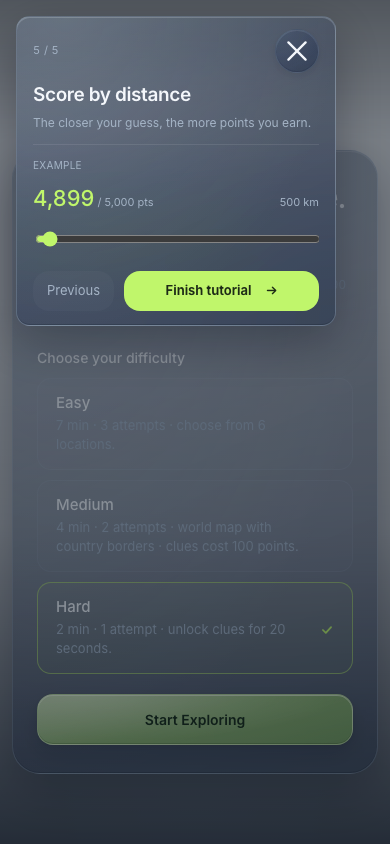 5 / 5
Score by distance
The closer your guess, the more points you earn.
EXAMPLE
4,899 / 5,000 pts
500 km
Previous
Finish tutorial →
Choose your difficulty
Easy
7 min · 3 attempts · choose from 6
locations.
Medium
4 min · 2 attempts · world map with
country borders · clues cost 100 points.
Hard
2 min · 1 attempt · unlock clues for 20
seconds.
Start Exploring